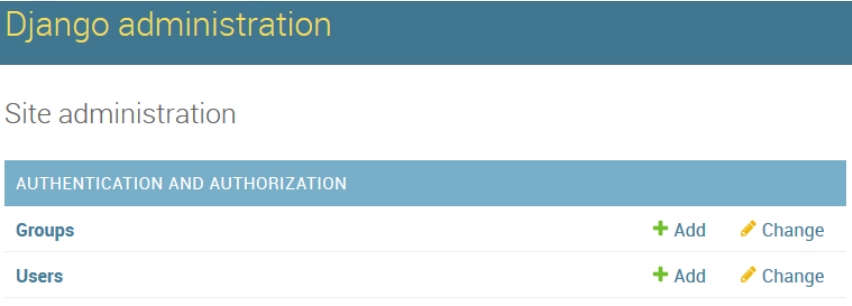 Django administration
Site administration
AUTHENTICATION AND AUTHORIZATION
Groups Add Change
Users Add Change